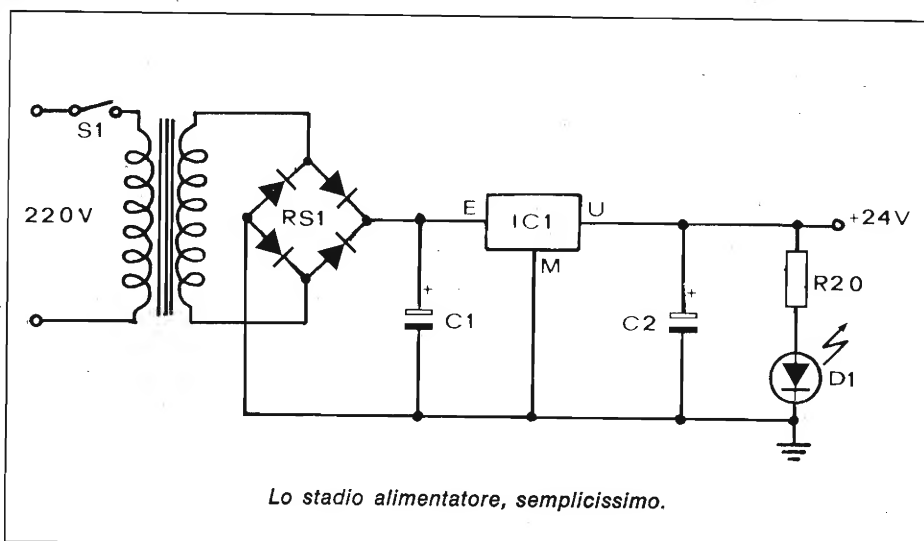 S1
220V
RS1
E
IC1
U
M
+
C1
+
C2
+24V
R20
D1
Lo stadio alimentatore, semplicissimo.